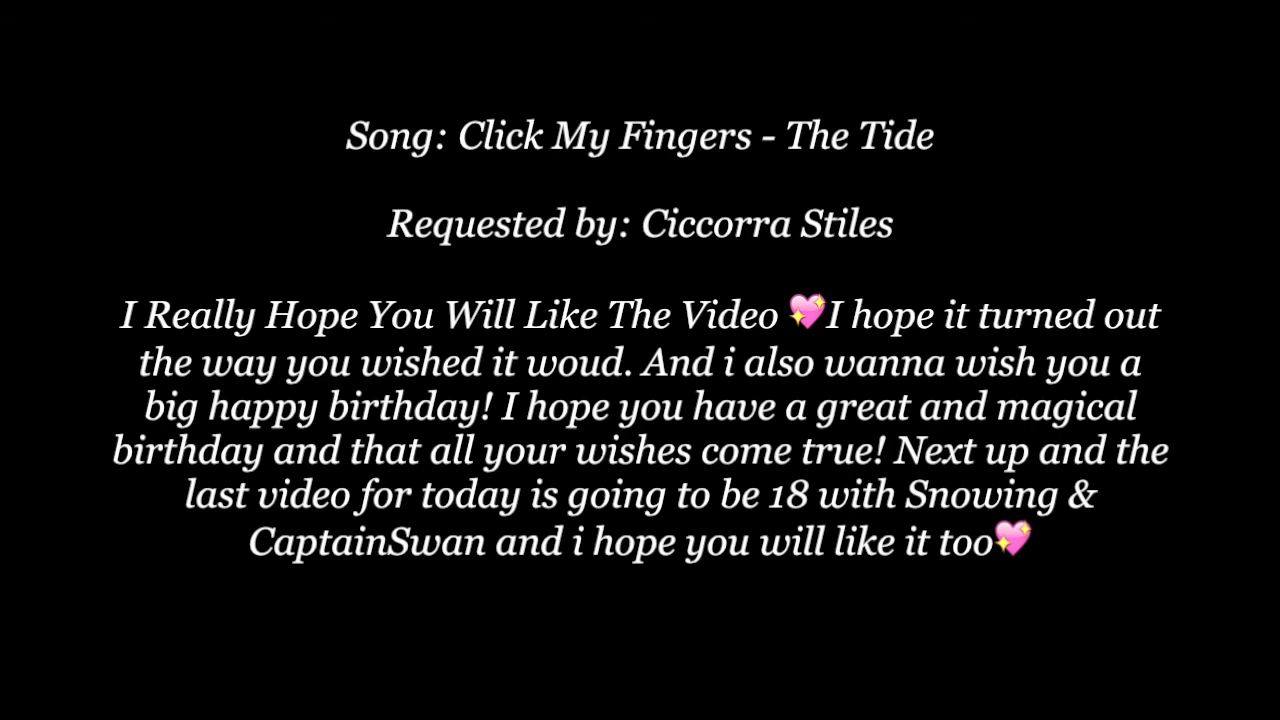 Song: Click My Fingers - The Tide
Requested by: Ciccorra Stiles
I Really Hope You Will Like The Video 💖I hope it turned out
the way you wished it woud. And i also wanna wish you a
big happy birthday! I hope you have a great and magical
birthday and that all your wishes come true! Next up and the
last video for today is going to be 18 with Snowing &
CaptainSwan and i hope you will like it too💖